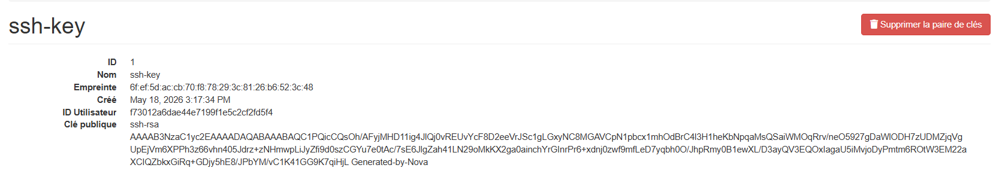 ssh-key
Supprimer la paire de clés
ID 1
Nom ssh-key
Empreinte 6f:ef:5d:ac:cb:70:f8:78:29:3c:81:26:b6:52:3c:48
Créé May 18, 2026 3:17:34 PM
ID Utilisateur f73012a6dae44e7199f1e5c2cf2fd5f4
Clé publique ssh-rsa
AAAAB3NzaC1yc2EAAAADAQABAAABAQC1PQicCQsOh/AFyjMHD11ig4JlQj0vREUvYcF8D2eeVrJSc1gLGxyNC8MGAVCpN1pbcx1mhOdBrC4I3H1heKbNpqaMsQSaiWMOqRrv/neO5927gDaWlODH7zUDMZjqVg
UpEjVm6XPPh3z66vhn405Jdrz+zNHmwpLiJyZfi9d0szCGYu7e0tAc/7sE6JlgZah41LN29oMkKX2ga0ainchYrGInrPr6+xdnj0zwf9mfLeD7yqbh0O/JhpRmy0B1ewXL/D3ayQV3EQOxIagaU5iMvjoDyPmtm6ROtW3EM22a
XClQZbkxGiRq+GDjy5hE8/JPbYM/vC1K41GG9K7qiHjL Generated-by-Nova